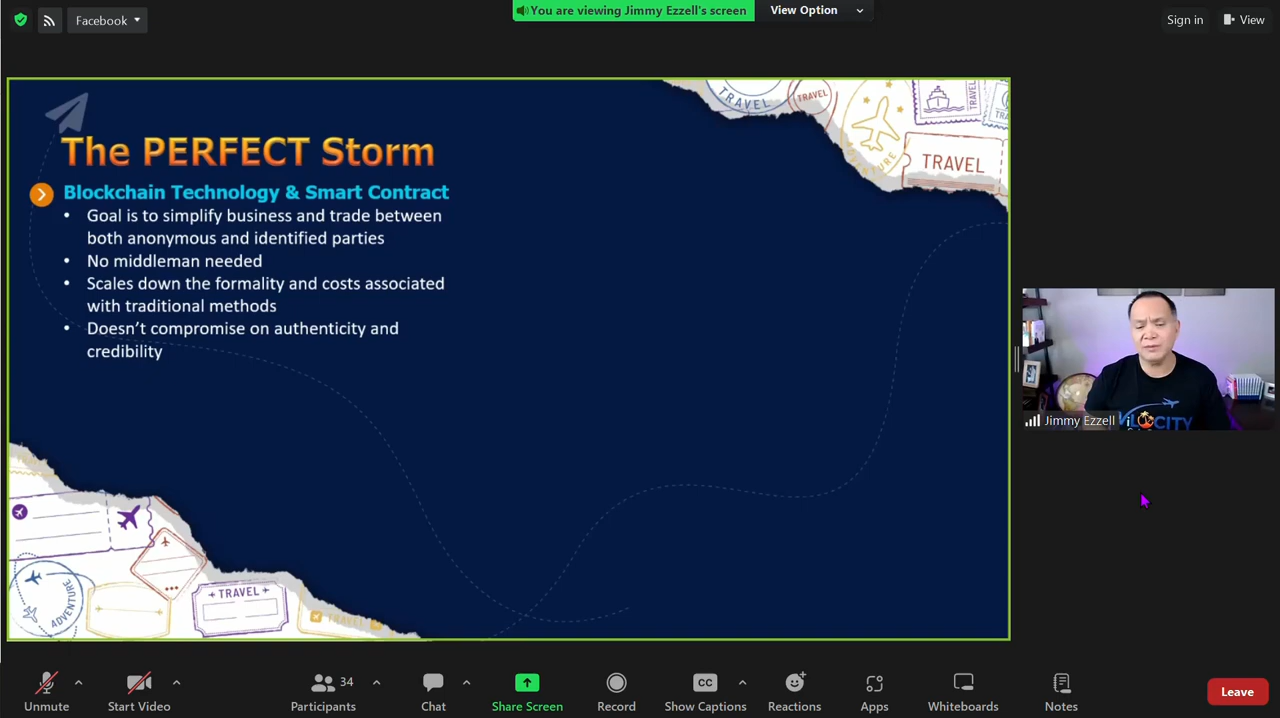 Facebook
You are viewing Jimmy Ezzell's screen
View Option
Sign in
View
TRAVEL
TRAVEL
TRAVEL
TRAVEL
The PERFECT Storm
Blockchain Technology & Smart Contract
• Goal is to simplify business and trade between
both anonymous and identified parties
• No middleman needed
• Scales down the formality and costs associated
with traditional methods
• Doesn't compromise on authenticity and
credibility
Jimmy Ezzell
ADVENTURE
TRAVEL
TRAVEL
Unmute
Start Video
34
Participants
Chat
Share Screen
Record
CC
Show Captions
Reactions
Apps
Whiteboards
Notes
Leave